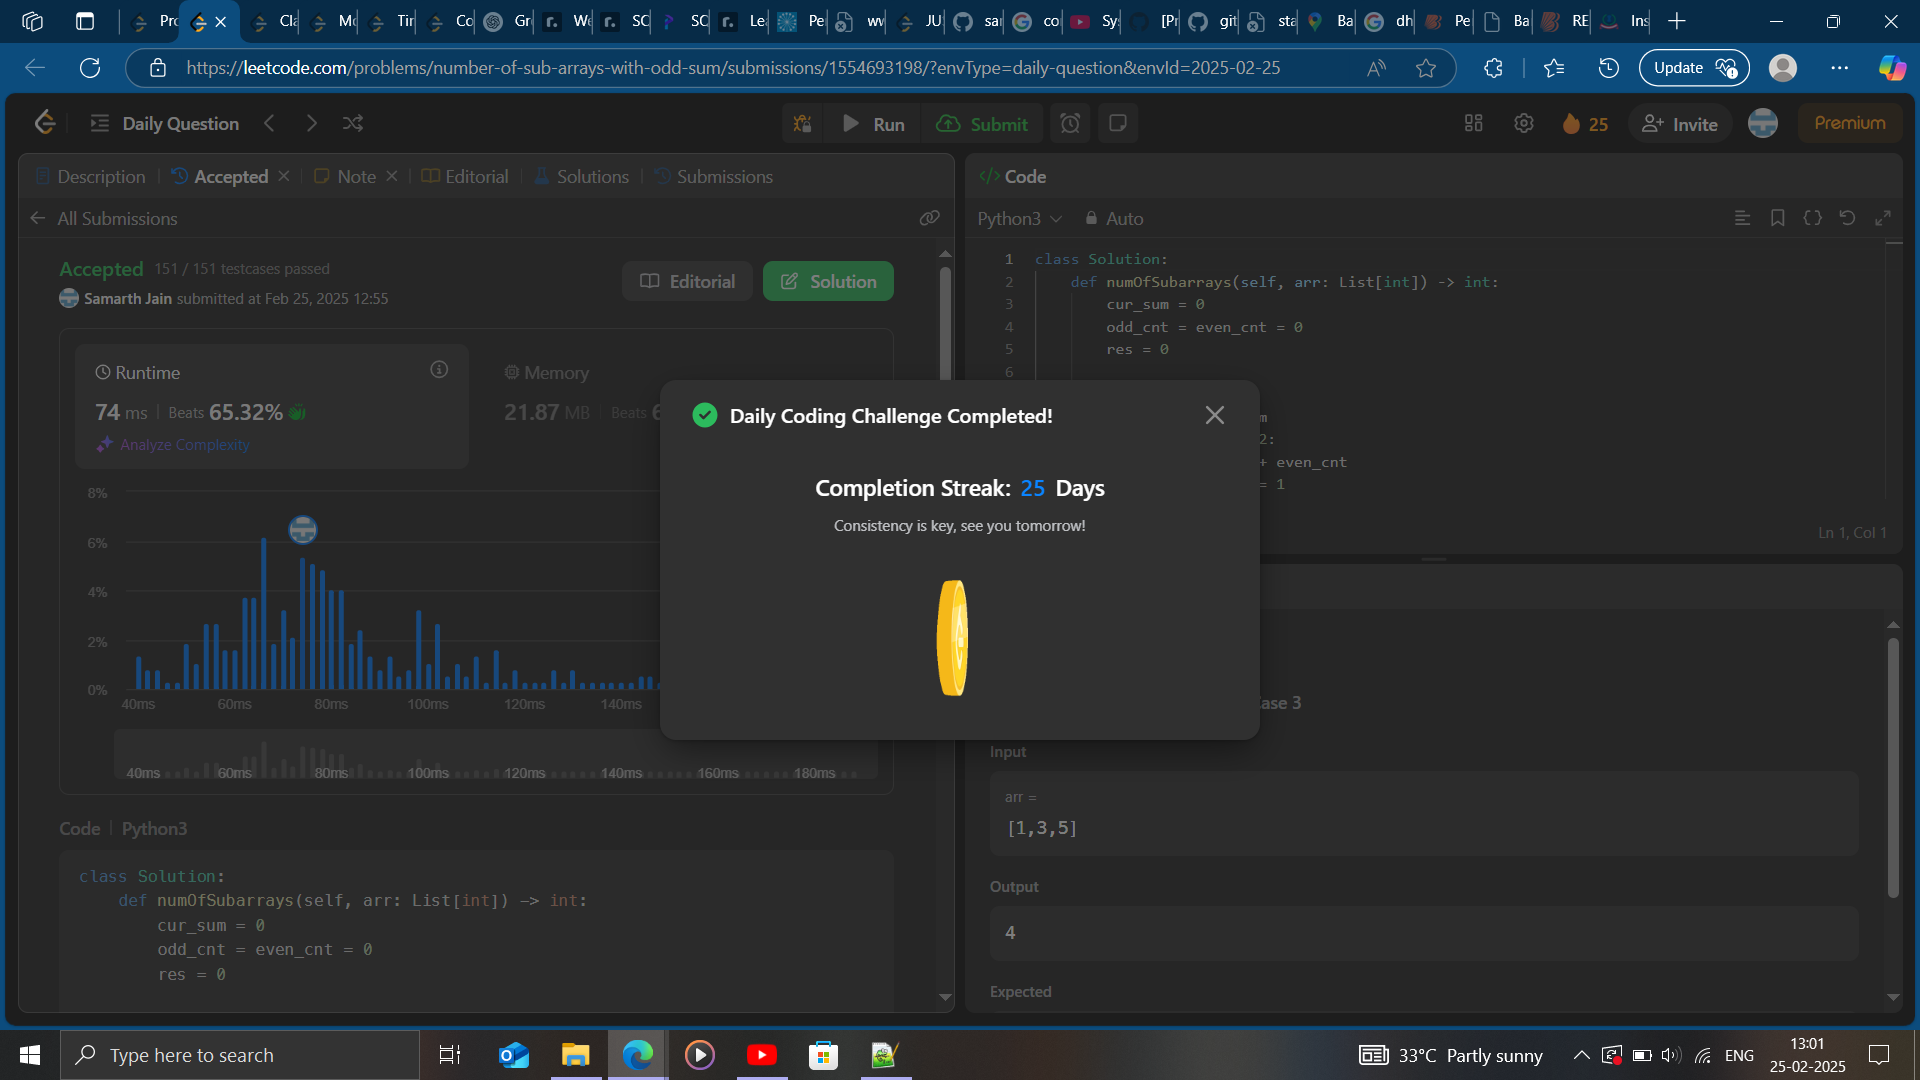 Pro
Cla
Mo
Tin
Co
Gr
We
SC
SC
Lea
Pe
wv
JU
sar
co
Sy
[Pr
git
sta
Ba
dh
Pe
Ba
RE
Ins
https://leetcode.com/problems/number-of-sub-arrays-with-odd-sum/submissions/1554693198/?envType=daily-question&envId=2025-02-25
Update
Daily Question
Run
Submit
25
Invite
Premium
Description
Accepted
Note
Editorial
Solutions
Submissions
All Submissions
Accepted 151 / 151 testcases passed
Samarth Jain submitted at Feb 25, 2025 12:55
Editorial
Solution
Runtime
74 ms | Beats 65.32%
Analyze Complexity
Memory
21.87 MB | Beats 6
8%
6%
4%
2%
0%
40ms 60ms 80ms 100ms 120ms 140ms
40ms 60ms 80ms 100ms 120ms 140ms 160ms 180ms
Code | Python3
class Solution:
def numOfSubarrays(self, arr: List[int]) -> int:
cur_sum = 0
odd_cnt = even_cnt = 0
res = 0
</> Code
Python3
Auto
1 class Solution:
2 def numOfSubarrays(self, arr: List[int]) -> int:
3 cur_sum = 0
4 odd_cnt = even_cnt = 0
5 res = 0
6
m
2:
+ even_cnt
= 1
Ln 1, Col 1
Daily Coding Challenge Completed!
Completion Streak: 25 Days
Consistency is key, see you tomorrow!
ase 3
Input
arr =
[1,3,5]
Output
4
Expected
Type here to search
33°C Partly sunny
ENG
13:01
25-02-2025